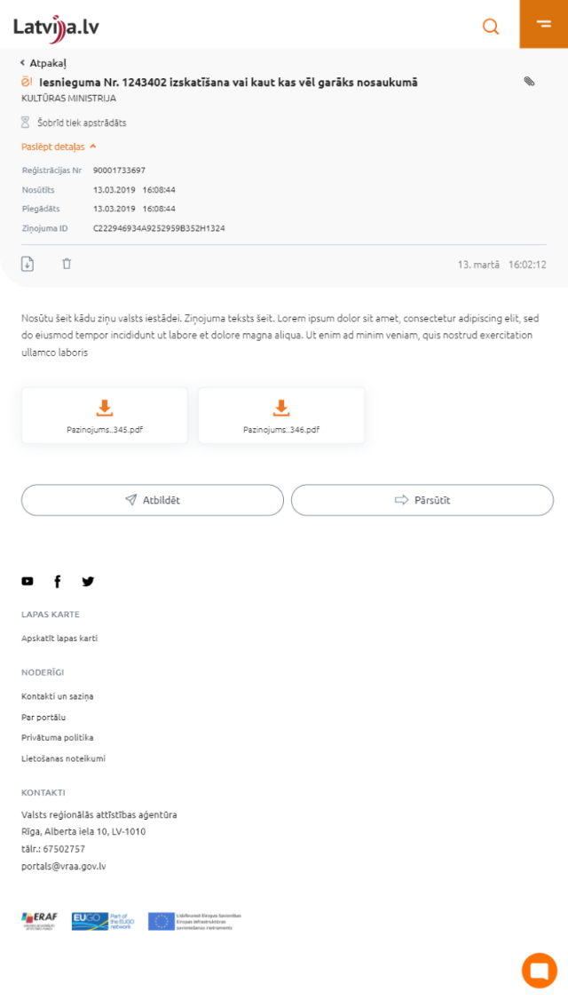 Latvija.lv
Atpakaļ
Iesnieguma Nr. 1243402 izskatīšana vai kaut kas vēl garāks nosaukumā
KULTŪRAS MINISTRIJA
Šobrīd tiek apstrādāts
Paslēpt detaļas
Reģistrācijas Nr 90001733697
Nosūtīts 13.03.2019 16:08:44
Piegādāts 13.03.2019 16:08:44
Ziņojuma ID C222946934A9252959B352H1324
13. martā 16:02:12
Nosūtu šeit kādu ziņu valsts iestādei. Ziņojuma teksts šeit. Lorem ipsum dolor sit amet, consectetur adipiscing elit, sed
do eiusmod tempor incididunt ut labore et dolore magna aliqua. Ut enim ad minim veniam, quis nostrud exercitation
ullamco laboris
Pazinojums..345.pdf Pazinojums..346.pdf
Atbildēt Pārsūtīt
LAPAS KARTE
Apskatīt lapas karti
NODERĪGI
Kontakti un saziņa
Par portālu
Privātuma politika
Lietošanas noteikumi
KONTAKTI
Valsts reģionālās attīstības aģentūra
Rīga, Alberta iela 10, LV-1010
tālr.: 67502757
portals@vraa.gov.lv
ERAF
EUGO Part of
the EUGO
network
Līdzfinansē Eiropas Savienības
Eiropas infrastruktūras
savienošanas instruments